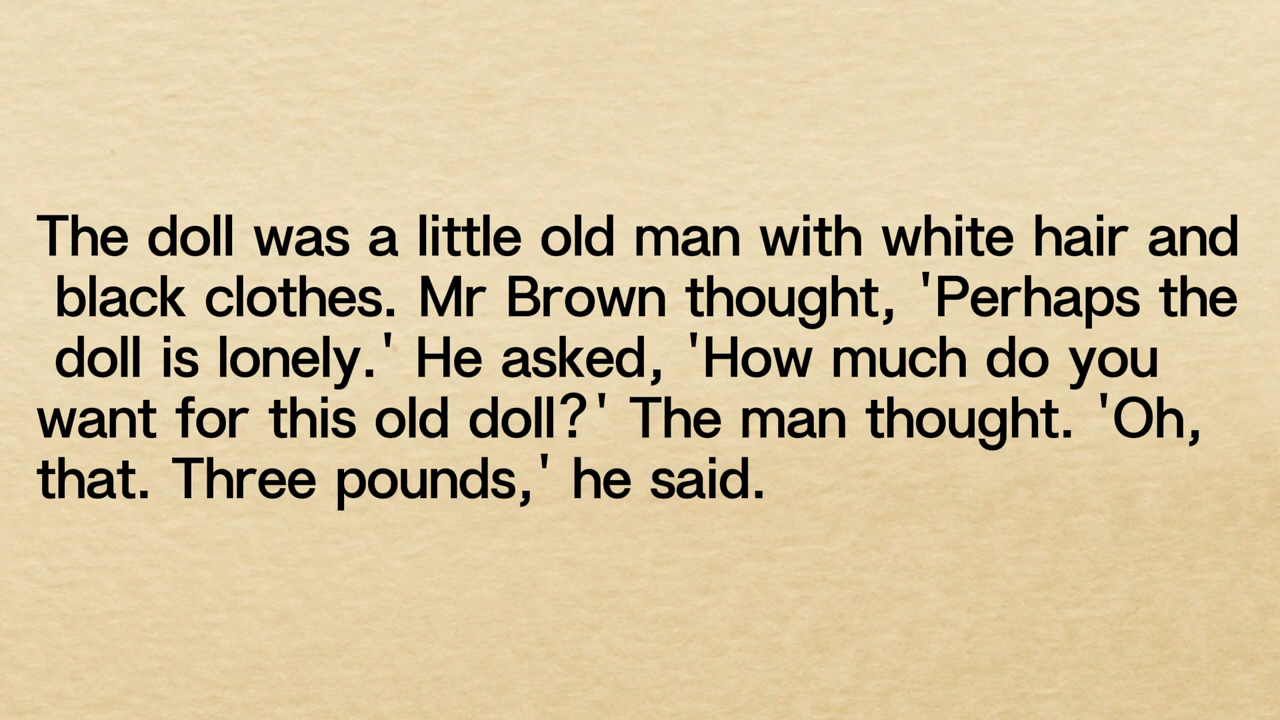 The doll was a little old man with white hair and
black clothes. Mr Brown thought, 'Perhaps the
doll is lonely.' He asked, 'How much do you
want for this old doll?' The man thought. 'Oh,
that. Three pounds,' he said.